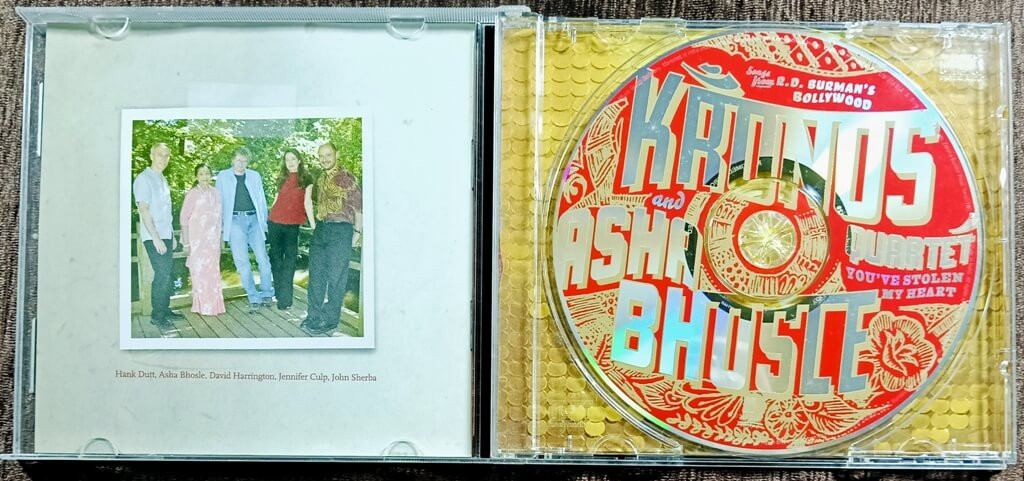 Hank Dutt, Asha Bhosle, David Harrington, Jennifer Culp, John Sherba
Songs from R.D. BURMAN'S
BOLLYWOOD
KRONOS
QUARTET
and
ASHA
BHOSLE
YOU'VE STOLEN
MY HEART